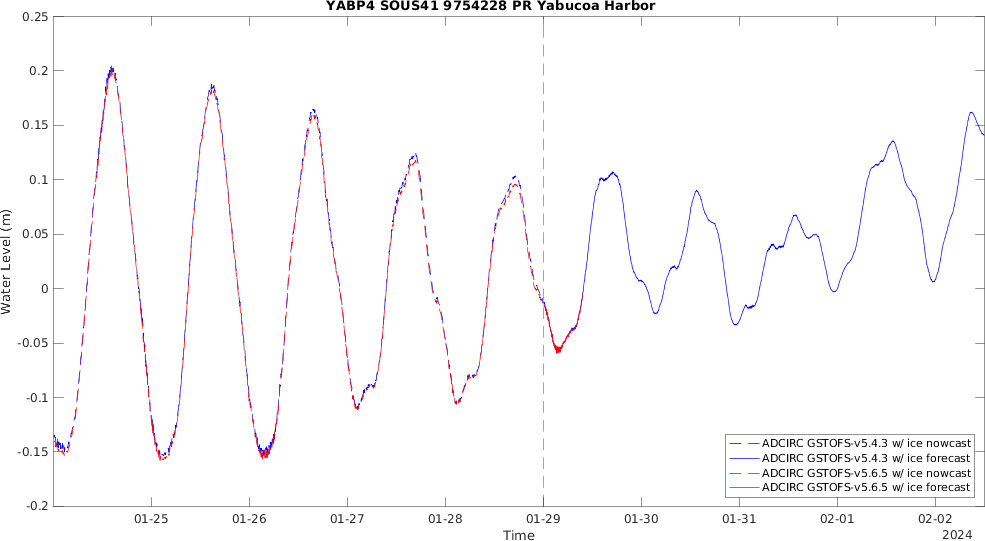 YABP4 SOUS41 9754228 PR Yabucoa Harbor
0.25
0.2
0.15
0.1
0.05
0
-0.05
-0.1
-0.15
-0.2
Water Level (m)
ADCIRC GSTOFS-v5.4.3 w/ ice nowcast
ADCIRC GSTOFS-v5.4.3 w/ ice forecast
ADCIRC GSTOFS-v5.6.5 w/ ice nowcast
ADCIRC GSTOFS-v5.6.5 w/ ice forecast
01-25 01-26 01-27 01-28 01-29 01-30 01-31 02-01 02-02
Time
2024